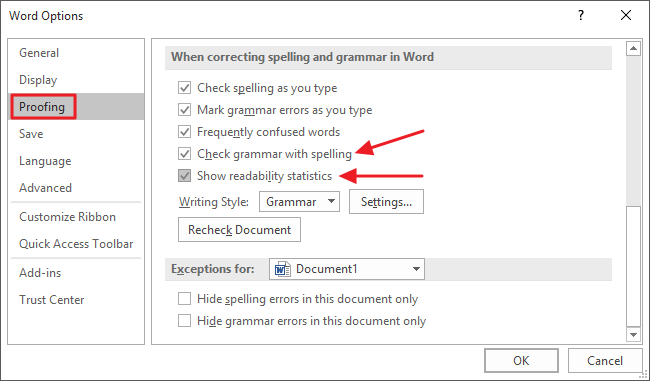 Word Options
?
General
Display
Proofing
Save
Language
Advanced
Customize Ribbon
Quick Access Toolbar
Add-ins
Trust Center
When correcting spelling and grammar in Word
Check spelling as you type
Mark grammar errors as you type
Frequently confused words
Check grammar with spelling
Show readability statistics
Writing Style: Grammar Settings...
Recheck Document
Exceptions for: Document1
Hide spelling errors in this document only
Hide grammar errors in this document only
OK Cancel